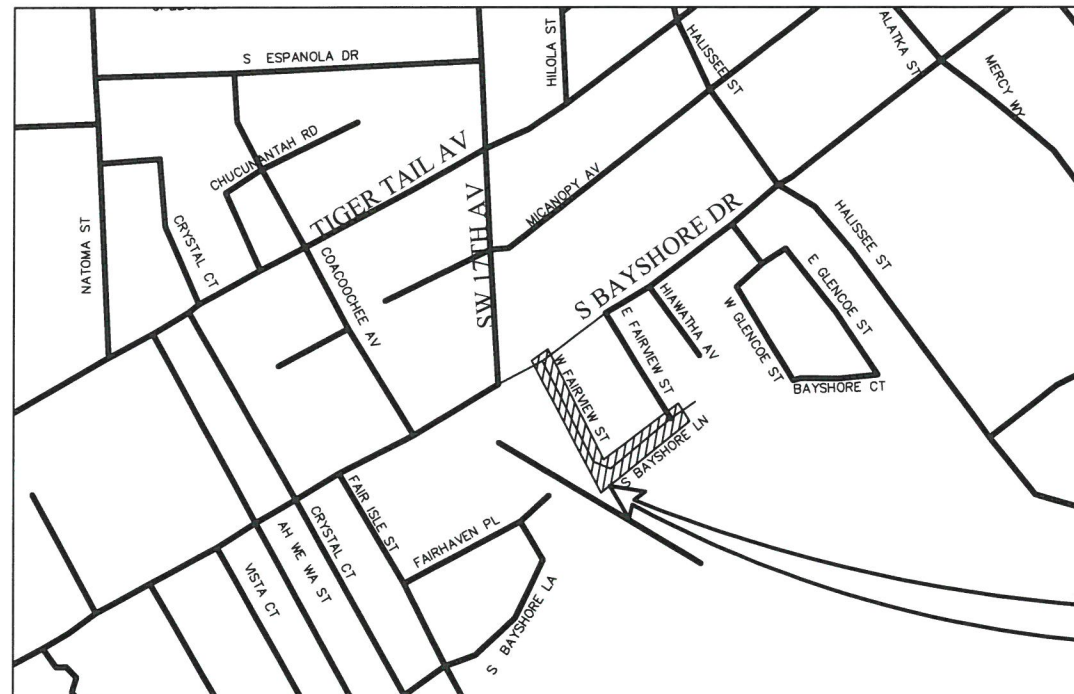 S ESPANOLA DR
HILOLA ST
HALISSEE ST
ALATKA ST
MERCY WY
CHUCUNANTAH RD
TIGER TAIL AV
SW 17TH AV
MICANOPY AV
NATOMA ST
CRYSTAL CT
COACOOCHEE AV
S BAYSHORE DR
HALISSEE ST
E GLENCOE ST
W GLENCOE ST
HIAWATHA AV
E FAIRVIEW ST
W FAIRVIEW ST
BAYSHORE CT
S BAYSHORE LN
FAIR ISLE ST
CRYSTAL CT
AH WE WA ST
VISTA CT
FAIRHAVEN PL
S BAYSHORE LA